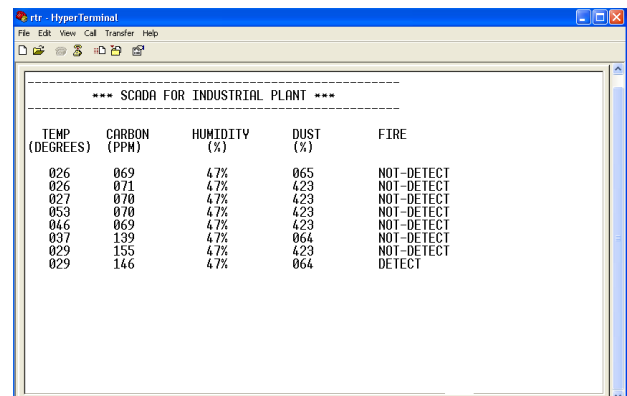 rtr - HyperTerminal
File Edit View Call Transfer Help
*** SCADA FOR INDUSTRIAL PLANT ***
TEMP CARBON HUMIDITY DUST FIRE
(DEGREES) (PPM) (%) (%)
026 069 47% 065 NOT-DETECT
026 071 47% 423 NOT-DETECT
027 070 47% 423 NOT-DETECT
053 070 47% 423 NOT-DETECT
046 069 47% 423 NOT-DETECT
037 139 47% 064 NOT-DETECT
029 155 47% 423 NOT-DETECT
029 146 47% 064 DETECT